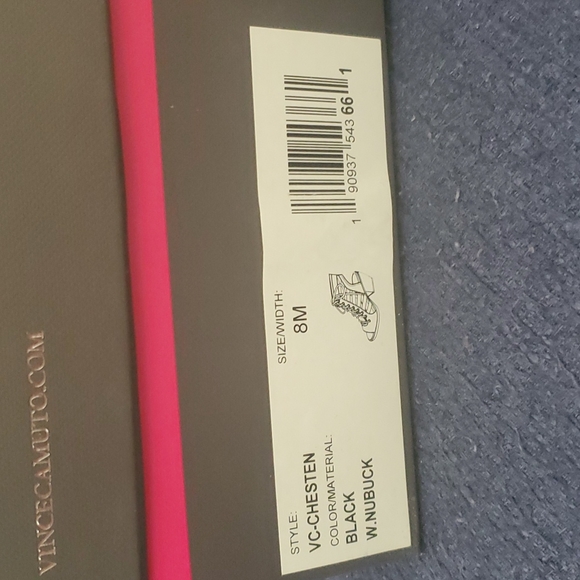 VINCECAMUTO.COM
STYLE:
VC-CHESTEN
COLOR/MATERIAL:
BLACK
W.NUBUCK
SIZE/WIDTH:
8M
1 90937 543 66 1